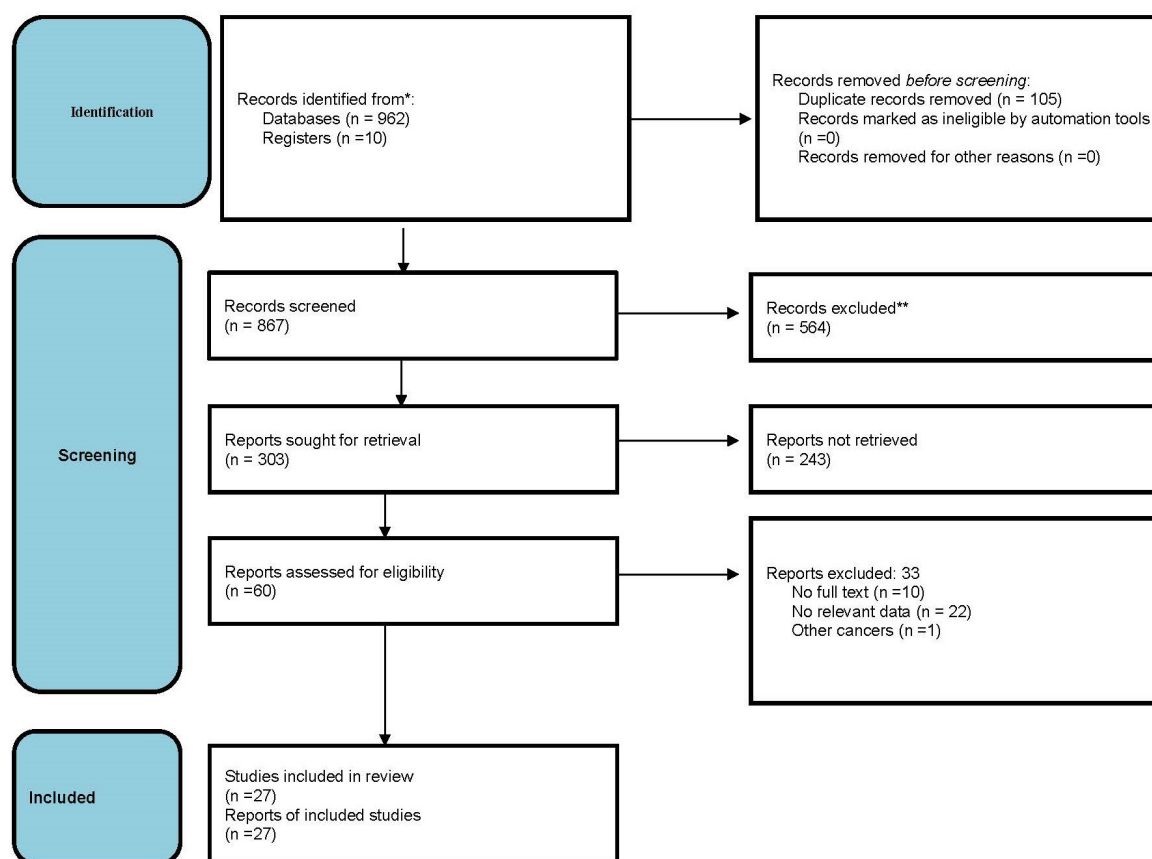 Identification
Records identified from*:
Databases (n = 962)
Registers (n =10)
Records removed before screening:
Duplicate records removed (n = 105)
Records marked as ineligible by automation tools
(n =0)
Records removed for other reasons (n =0)
Screening
Records screened
(n = 867)
Records excluded**
(n = 564)
Reports sought for retrieval
(n = 303)
Reports not retrieved
(n = 243)
Reports assessed for eligibility
(n =60)
Reports excluded: 33
No full text (n =10)
No relevant data (n = 22)
Other cancers (n =1)
Included
Studies included in review
(n =27)
Reports of included studies
(n =27)